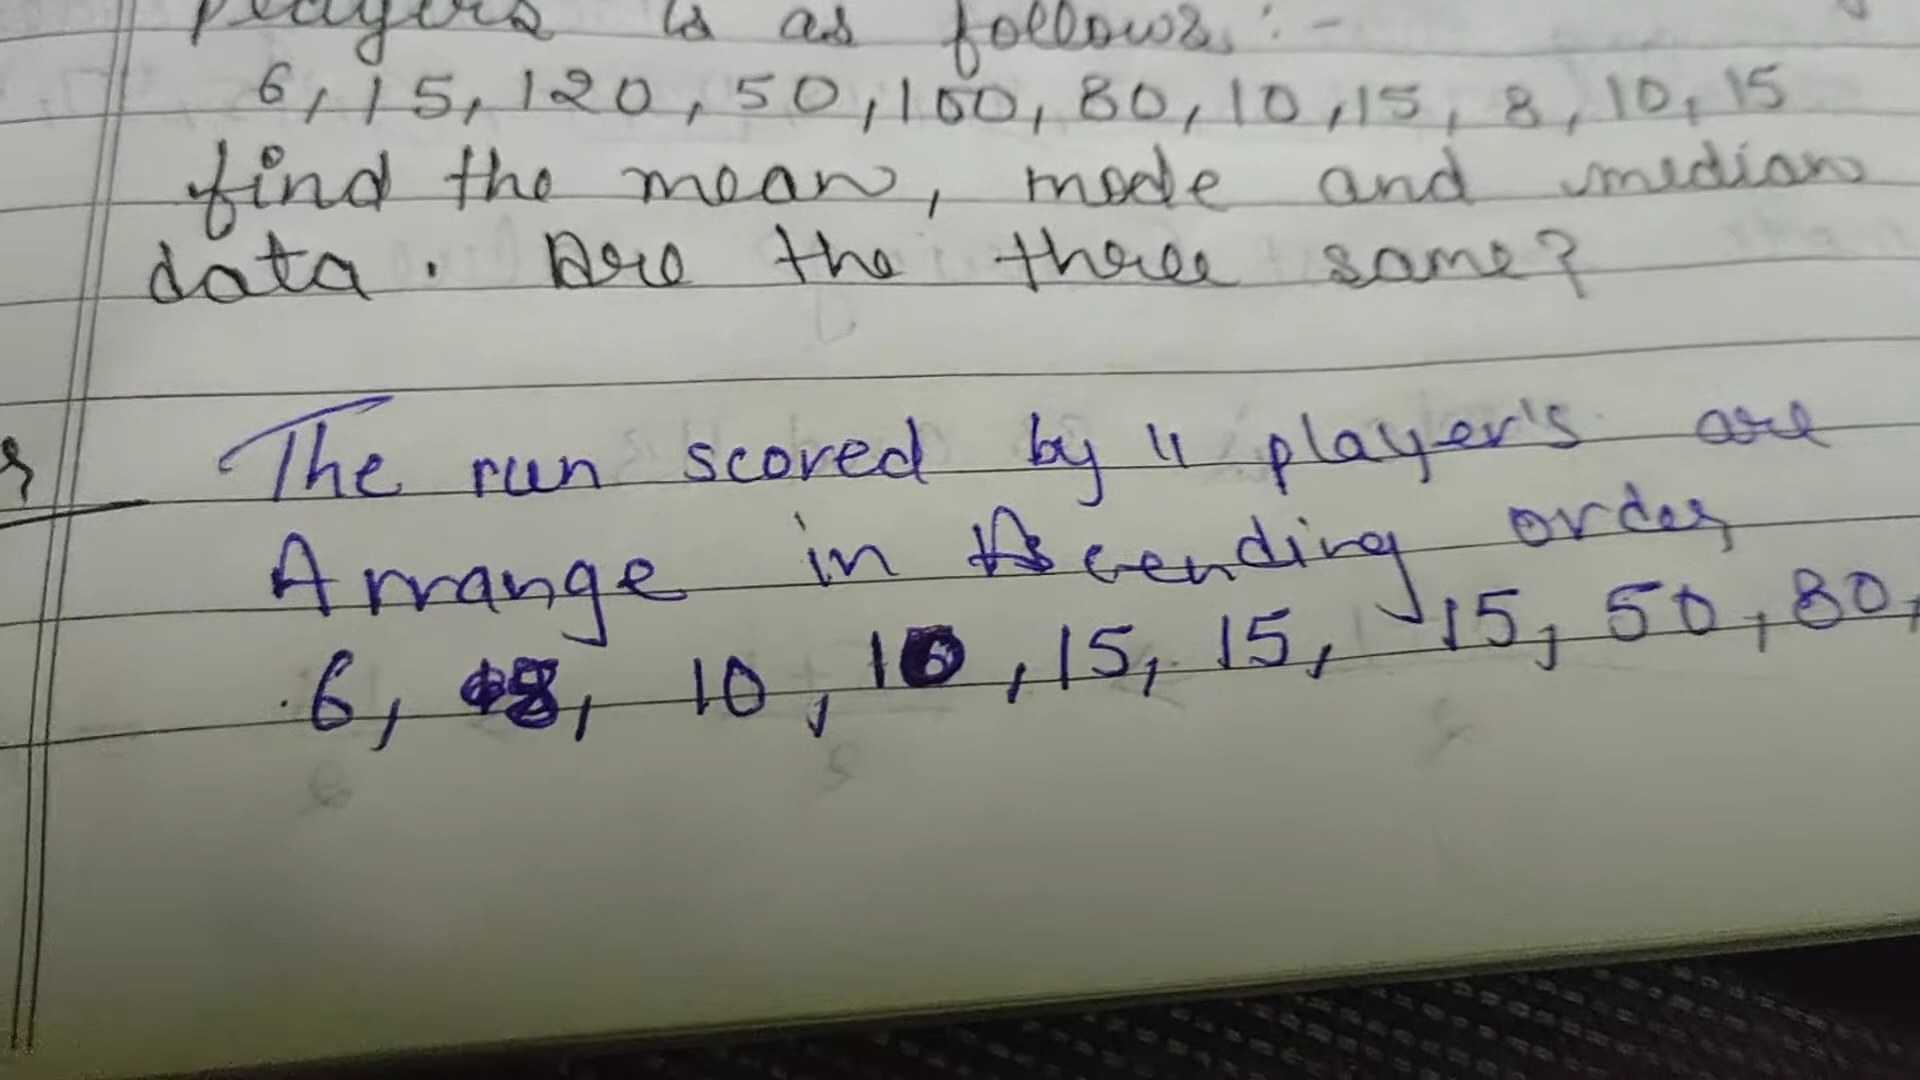 players is as follows :-
6, 15, 120, 50, 100, 80, 10, 15, 8, 10, 15
find the mean, mode and median
data. Are the three same?
The run scored by 11 player's are
Arrange in Ascending order
6, 8, 10, 10, 15, 15, 15, 50, 80,